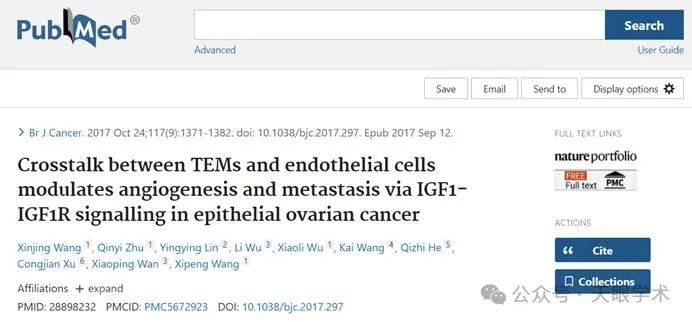 PubMed®
Search
Advanced
User Guide
Save
Email
Send to
Display options
> Br J Cancer. 2017 Oct 24;117(9):1371-1382. doi: 10.1038/bjc.2017.297. Epub 2017 Sep 12.
Crosstalk between TEMs and endothelial cells
modulates angiogenesis and metastasis via IGF1-
IGF1R signalling in epithelial ovarian cancer
Xinjing Wang 1, Qinyi Zhu 1, Yingying Lin 2, Li Wu 3, Xiaoli Wu 1, Kai Wang 4, Qizhi He 5,
Congjian Xu 6, Xiaoping Wan 3, Xipeng Wang 1
Affiliations + expand
PMID: 28898232 PMCID: PMC5672923 DOI: 10.1038/bjc.2017.297
FULL TEXT LINKS
nature portfolio
FREE
Full text
PMC
ACTIONS
Cite
Collections
公众号 · 天眼学术